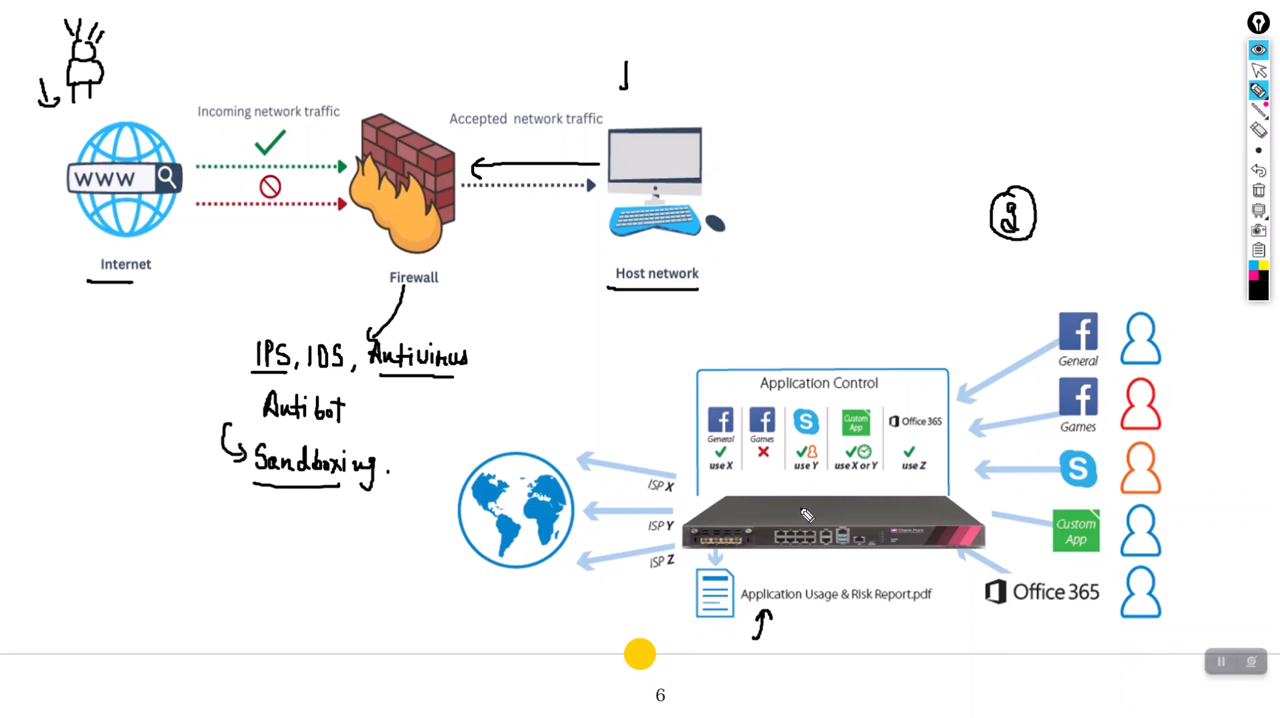 Incoming network traffic
Accepted network traffic
WWW
Internet
Firewall
Host network
IPS, IDS, Antivirus
Antibot
Sandboxing.
General
Games
Application Control
General
Games
Custom App
Office 365
use X
use Y
use X or Y
use Z
ISP X
ISP Y
ISP Z
Custom
App
Office 365
Application Usage & Risk Report.pdf
6